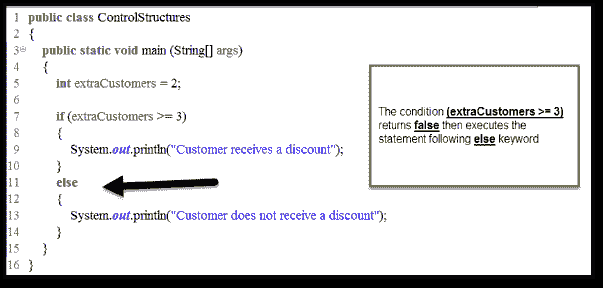 1 public class ControlStructures
2 {
3 public static void main (String[] args)
4 {
5 int extraCustomers = 2;
6
7 if (extraCustomers >= 3)
8 {
9 System.out.println("Customer receives a discount");
10 }
11 else
12 {
13 System.out.println("Customer does not receive a discount");
14 }
15 }
16 }
The condition (extraCustomers >= 3)
returns false then executes the
statement following else keyword